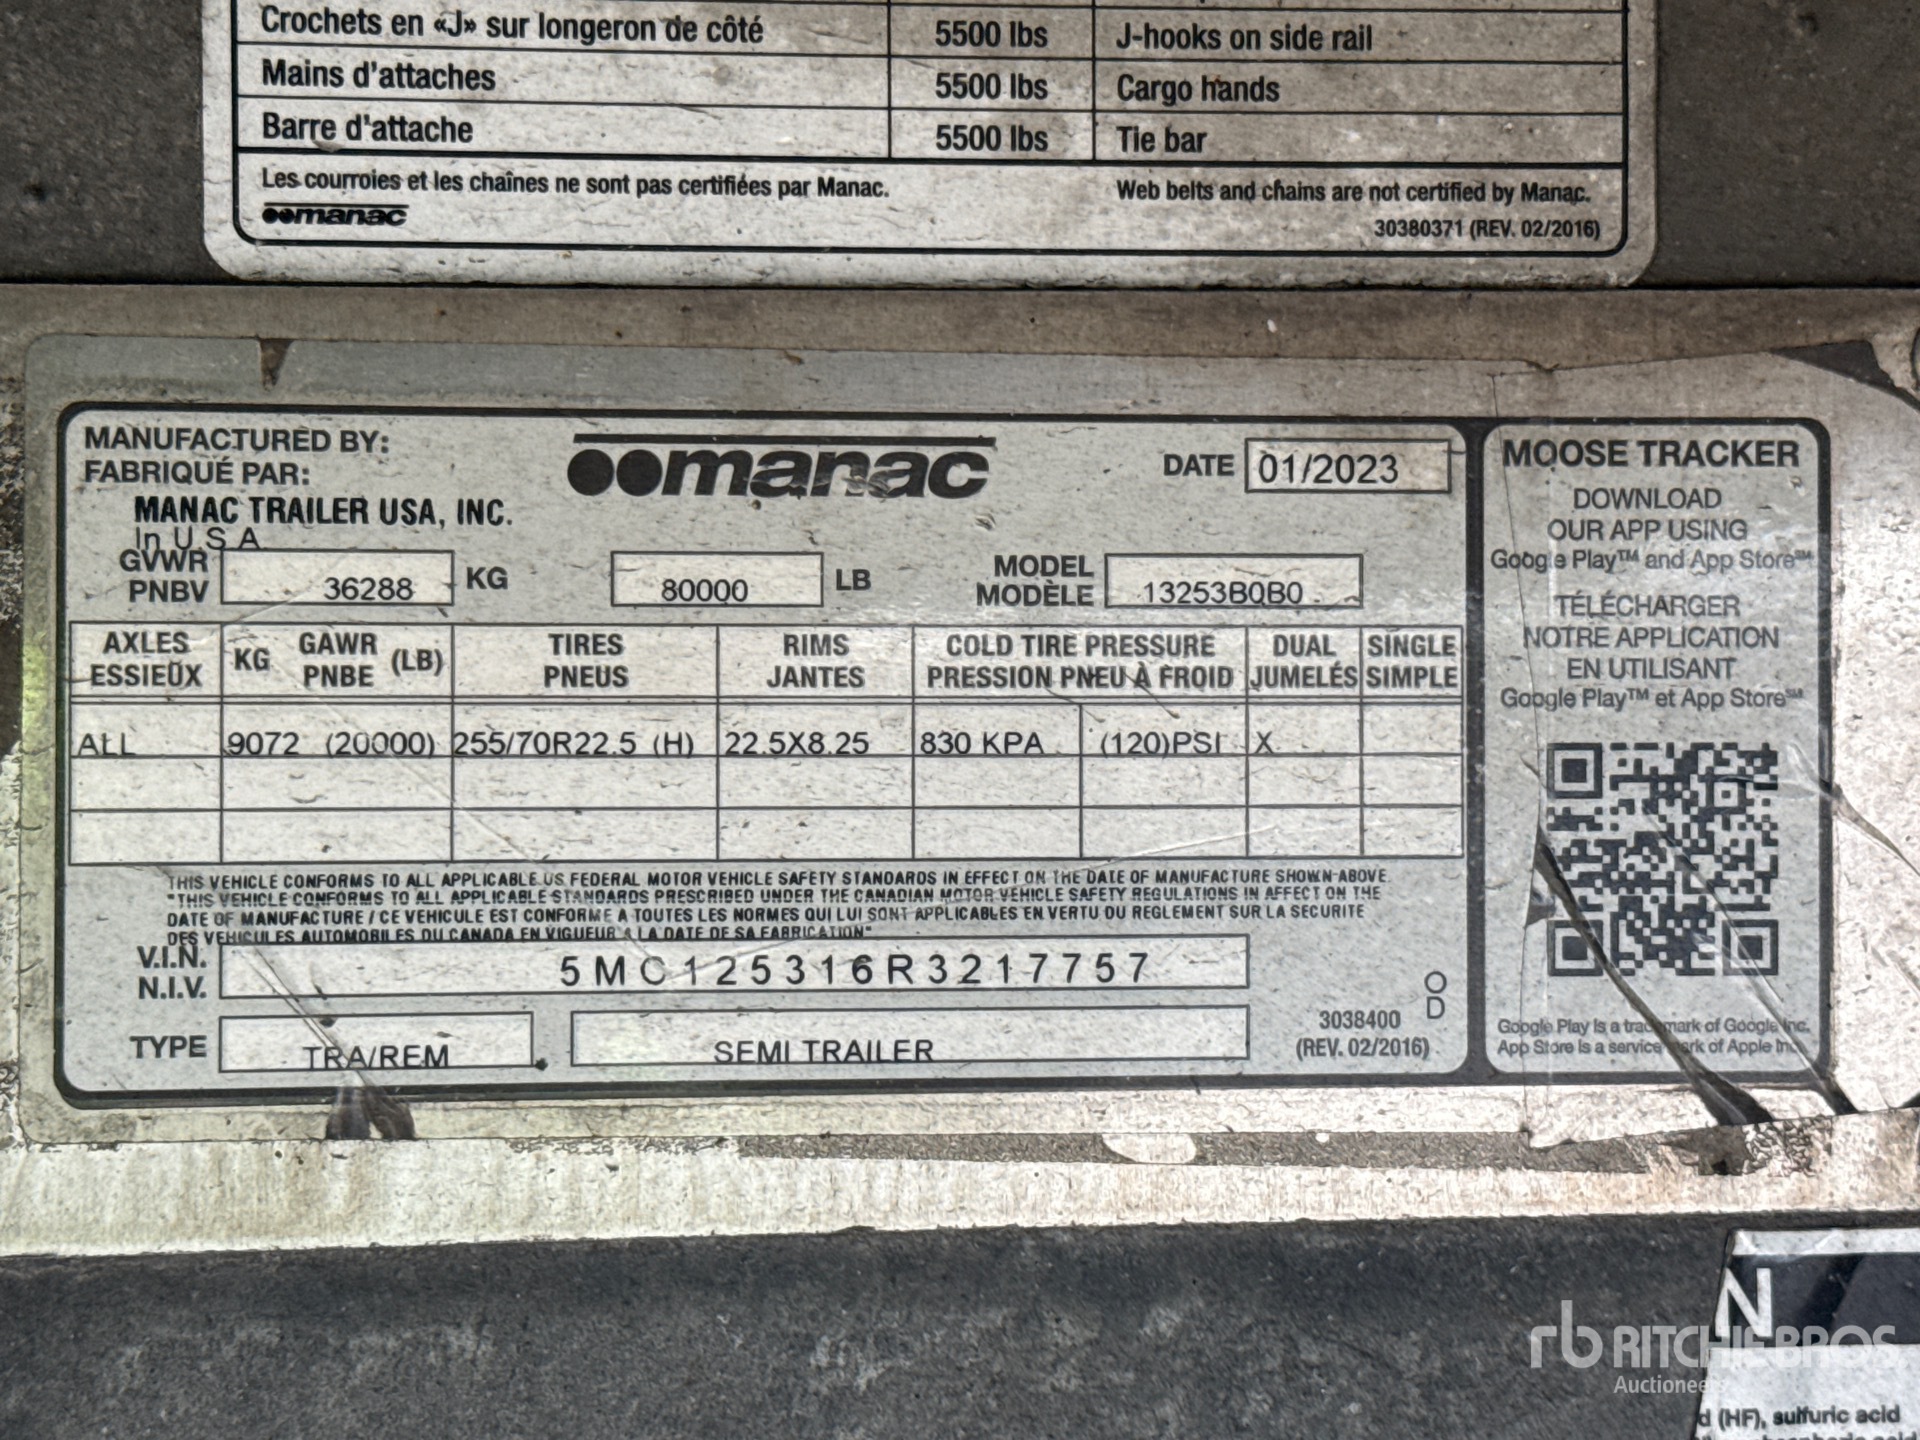 Crochets en «J» sur longeron de côté 5500 lbs J-hooks on side rail
Mains d'attaches 5500 lbs Cargo hands
Barre d'attache 5500 lbs Tie bar
Les courroies et les chaînes ne sont pas certifiées par Manac. Web belts and chains are not certified by Manac.
manac 30380371 (REV. 02/2016)
MANUFACTURED BY:
FABRIQUÉ PAR:
MANAC TRAILER USA, INC.
In U.S.A
manac
DATE 01/2023
GVWR
PNBV 36288 KG 80000 LB
MODEL
MODÈLE 13253B0B0
AXLES GAWR TIRES RIMS COLD TIRE PRESSURE DUAL SINGLE
KG (LB)
ESSIEUX PNBE PNEUS JANTES PRESSION PNEU À FROID JUMELÉS SIMPLE
ALL 9072 (20000) 255/70R22.5 (H) 22.5X8.25 830 KPA (120)PSI X
THIS VEHICLE CONFORMS TO ALL APPLICABLE US FEDERAL MOTOR VEHICLE SAFETY STANDARDS IN EFFECT ON THE DATE OF MANUFACTURE SHOWN ABOVE.
"THIS VEHICLE CONFORMS TO ALL APPLICABLE STANDARDS PRESCRIBED UNDER THE CANADIAN MOTOR VEHICLE SAFETY REGULATIONS IN AFFECT ON THE
DATE OF MANUFACTURE / CE VEHICULE EST CONFORME A TOUTES LES NORMES QUI LUI SONT APPLICABLES EN VERTU DU REGLEMENT SUR LA SECURITE
DES VEHICULES AUTOMOBILES DU CANADA EN VIGUEUR A LA DATE DE SA FABRICATION"
V.I.N.
N.I.V. 5MC125316R3217757
TYPE TRA/REM SEMI TRAILER
3038400
(REV. 02/2016)
O
D
MOOSE TRACKER
DOWNLOAD
OUR APP USING
Google Play™ and App Store℠
TÉLÉCHARGER
NOTRE APPLICATION
EN UTILISANT
Google Play™ et App Store℠
Google Play is a trademark of Google Inc.
App Store is a service mark of Apple Inc.
N
rb RITCHIE BROS
Auctioneers
d (HF), sulfuric acid